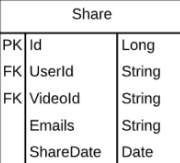 Share
PK Id Long
FK UserId String
FK VideoId String
Emails String
ShareDate Date